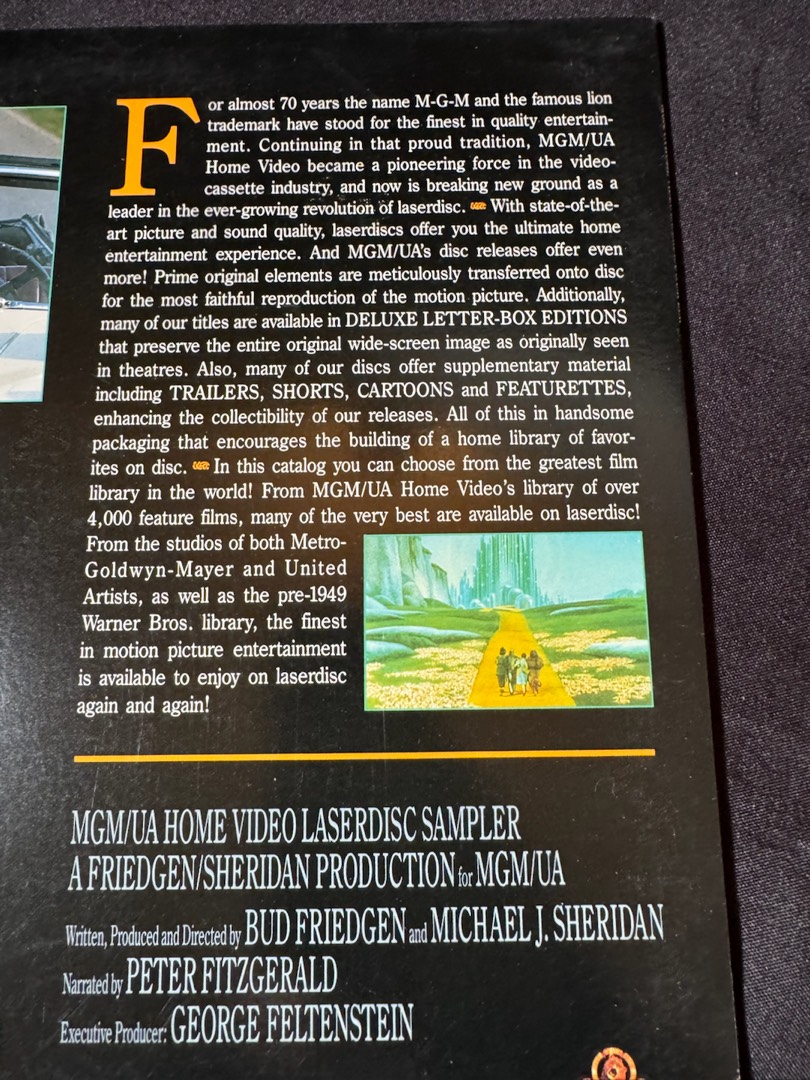 For almost 70 years the name M-G-M and the famous lion
trademark have stood for the finest in quality entertain-
ment. Continuing in that proud tradition, MGM/UA
Home Video became a pioneering force in the video-
cassette industry, and now is breaking new ground as a
leader in the ever-growing revolution of laserdisc. With state-of-the-
art picture and sound quality, laserdiscs offer you the ultimate home
entertainment experience. And MGM/UA's disc releases offer even
more! Prime original elements are meticulously transferred onto disc
for the most faithful reproduction of the motion picture. Additionally,
many of our titles are available in DELUXE LETTER-BOX EDITIONS
that preserve the entire original wide-screen image as originally seen
in theatres. Also, many of our discs offer supplementary material
including TRAILERS, SHORTS, CARTOONS and FEATURETTES,
enhancing the collectibility of our releases. All of this in handsome
packaging that encourages the building of a home library of favor-
ites on disc. In this catalog you can choose from the greatest film
library in the world! From MGM/UA Home Video's library of over
4,000 feature films, many of the very best are available on laserdisc!
From the studios of both Metro-
Goldwyn-Mayer and United
Artists, as well as the pre-1949
Warner Bros. library, the finest
in motion picture entertainment
is available to enjoy on laserdisc
again and again!
MGM/UA HOME VIDEO LASERDISC SAMPLER
A FRIEDGEN/SHERIDAN PRODUCTION for MGM/UA
Written, Produced and Directed by BUD FRIEDGEN and MICHAEL J. SHERIDAN
Narrated by PETER FITZGERALD
Executive Producer: GEORGE FELTENSTEIN